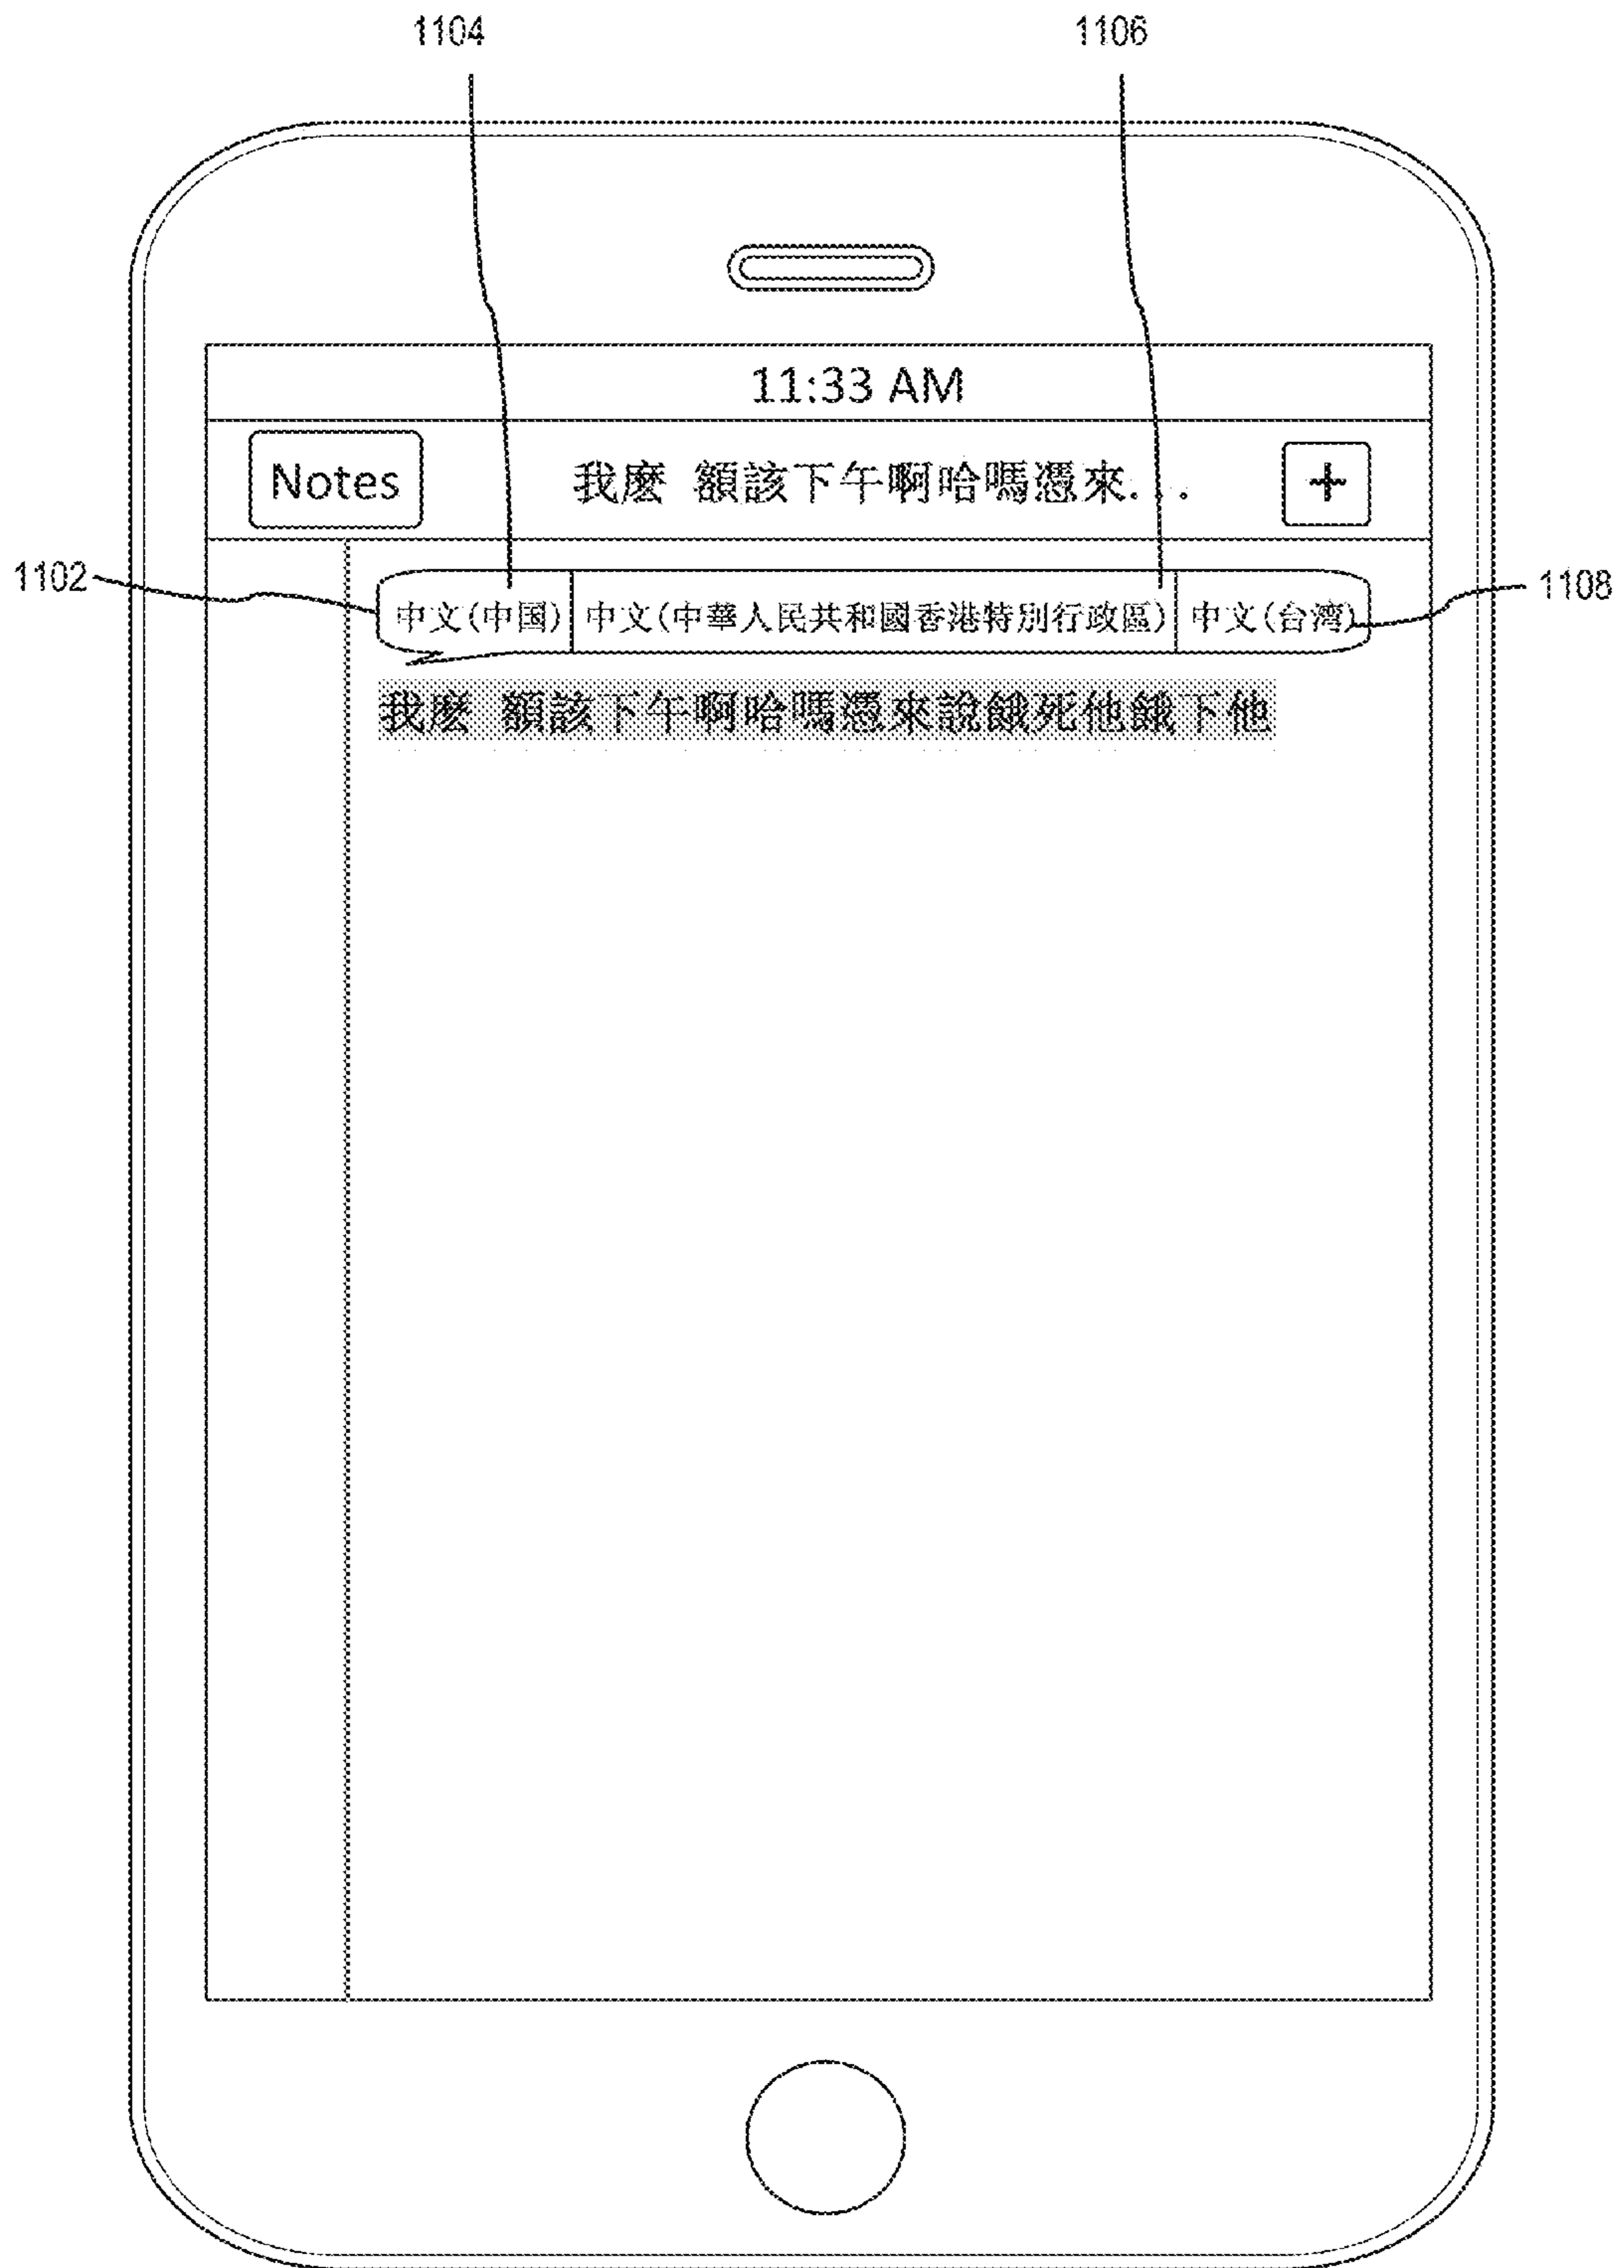 1104 1106
11:33 AM
Notes 我麼 額該下午啊哈嗎憑來... +
1102 中文(中国) 中文(中華人民共和國香港特別行政區) 中文(台湾) 1108
我麼 額該下午啊哈嗎憑來說餓死他餓下他